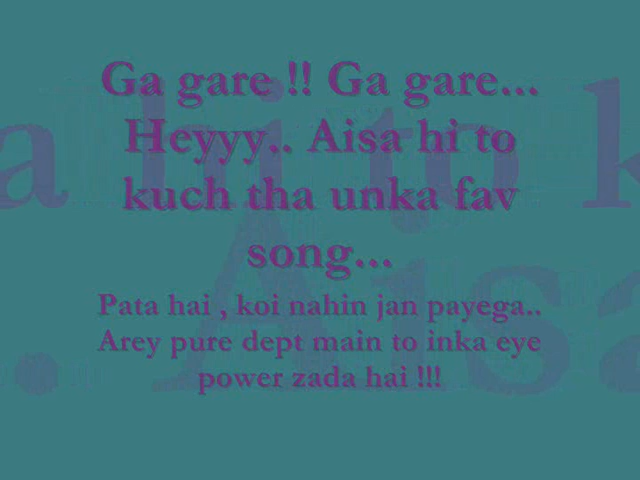 Ga gare !! Ga gare...
Heyyy.. Aisa hi to
kuch tha unka fav
song...
Pata hai , koi nahin jan payega..
Arey pure dept main to inka eye
power zada hai !!!